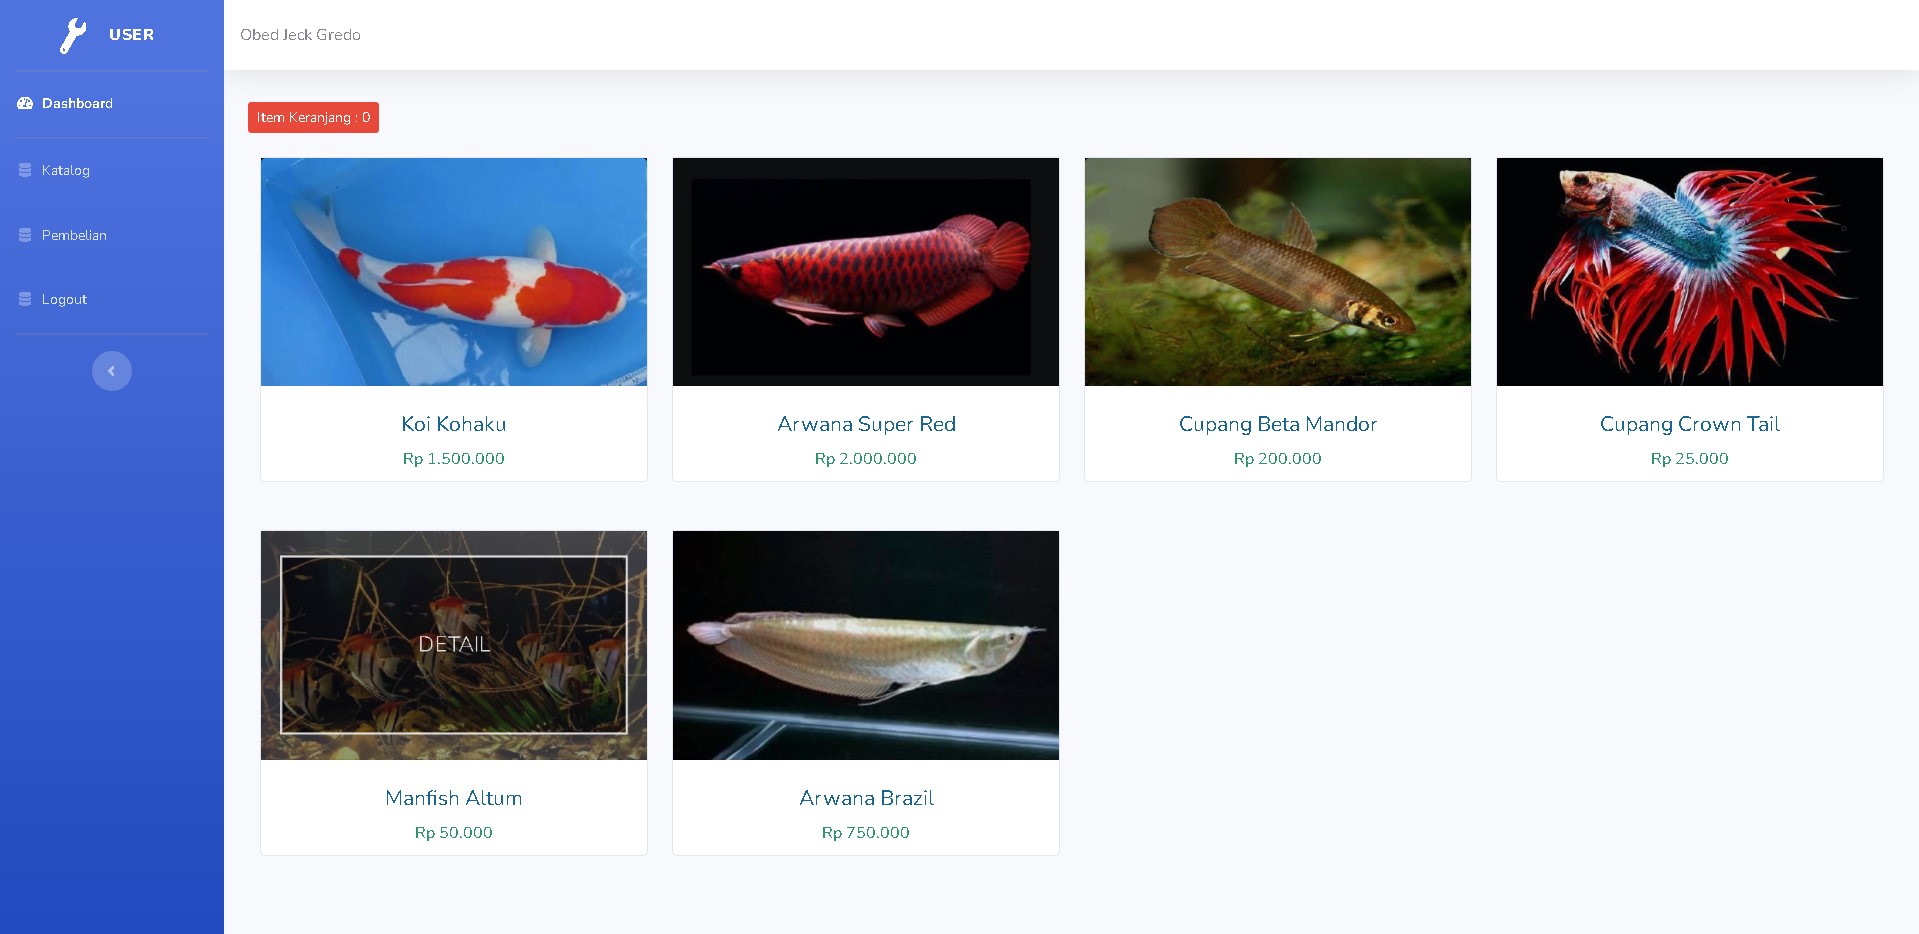 USER
Obed Jeck Gredo
Dashboard
Katalog
Pembelian
Logout
Item Keranjang : 0
Koi Kohaku
Rp 1.500.000
Arwana Super Red
Rp 2.000.000
Cupang Beta Mandor
Rp 200.000
Cupang Crown Tail
Rp 25.000
DETAIL
Manfish Altum
Rp 50.000
Arwana Brazil
Rp 750.000